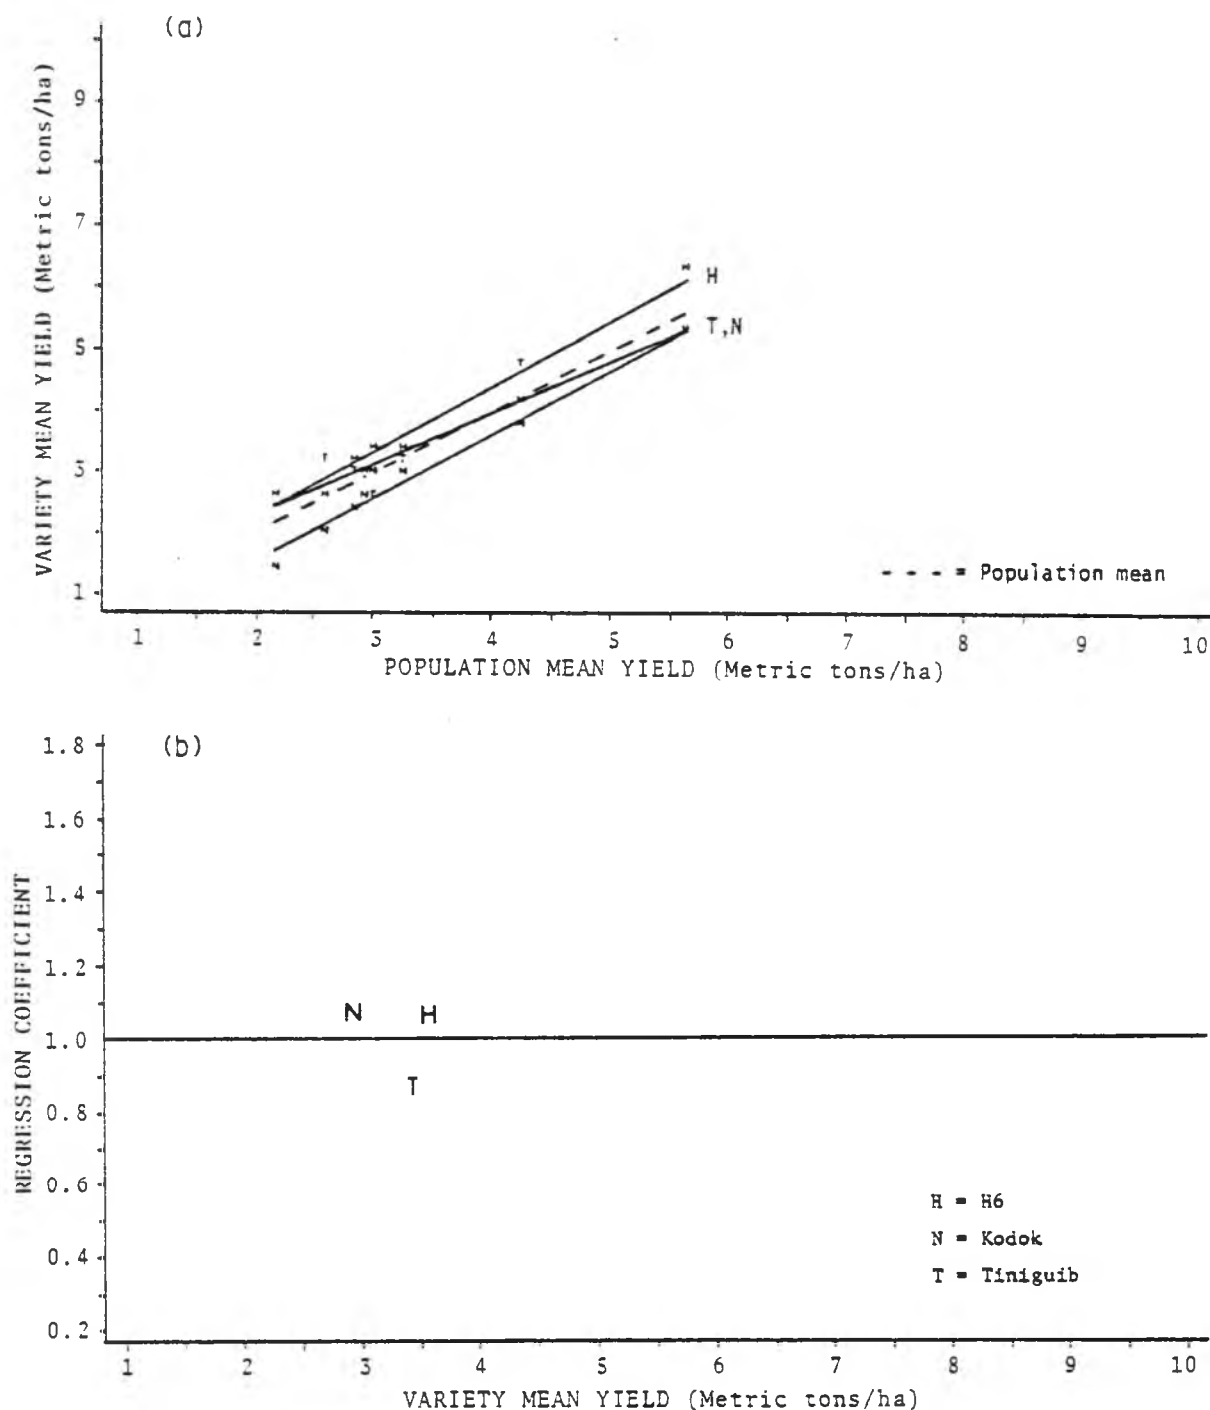 (a)
VARIETY MEAN YIELD (Metric tons/ha)
9
7
5
3
1
H
T,N
T
T
- - - - = Population mean
1 2 3 4 5 6 7 8 9 10
POPULATION MEAN YIELD (Metric tons/ha)
(b)
REGRESSION COEFFICIENT
1.8
1.6
1.4
1.2
1.0
0.8
0.6
0.4
0.2
N H
T
H = H6
N = Kodok
T = Tiniguib
1 2 3 4 5 6 7 8 9 10
VARIETY MEAN YIELD (Metric tons/ha)